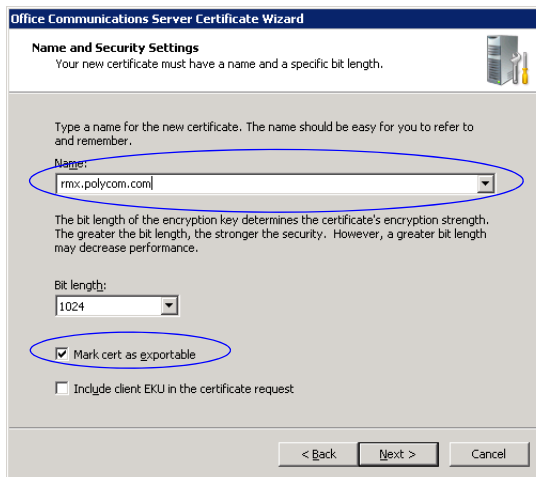 Office Communications Server Certificate Wizard
Name and Security Settings
Your new certificate must have a name and a specific bit length.
Type a name for the new certificate. The name should be easy for you to refer to
and remember.
Name:
rmx.polycom.com
The bit length of the encryption key determines the certificate's encryption strength.
The greater the bit length, the stronger the security.  However, a greater bit length
may decrease performance.
Bit length:
1024
Mark cert as exportable
Include client EKU in the certificate request
< Back
Next >
Cancel